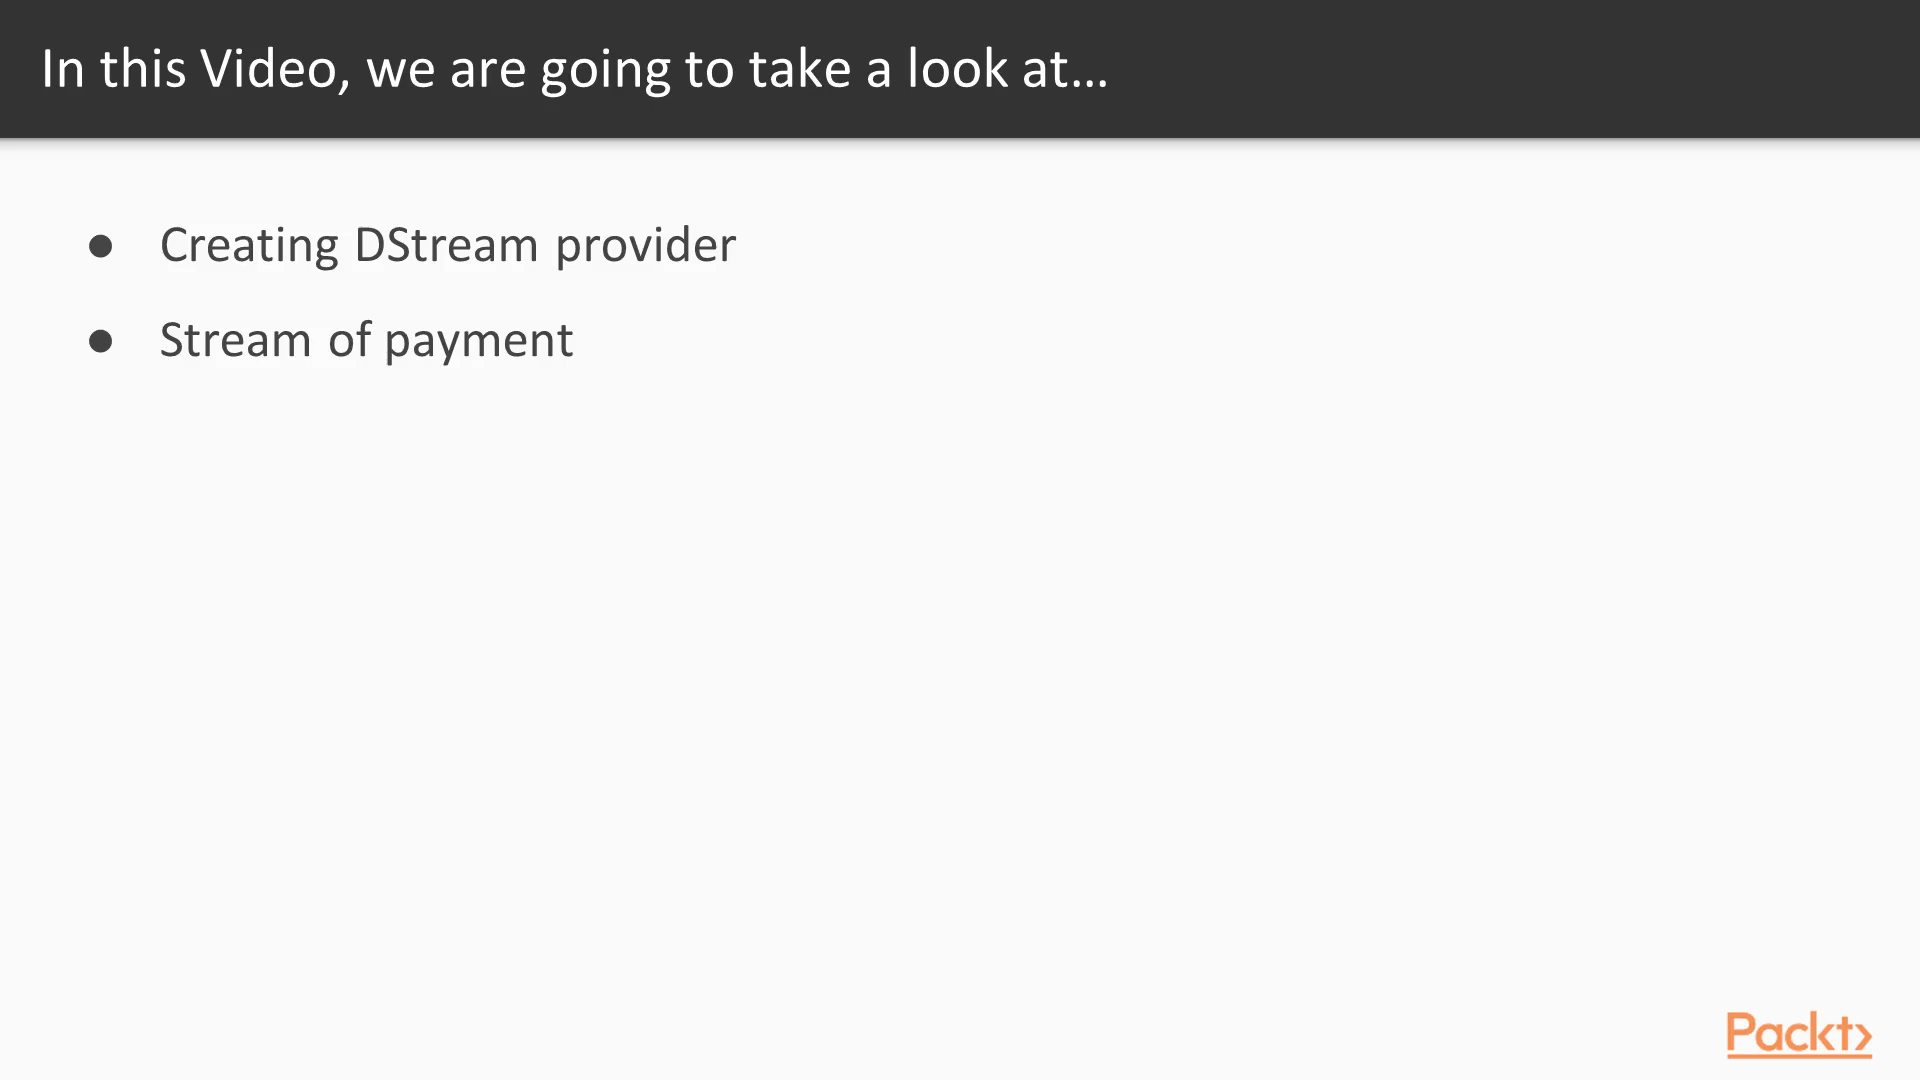 In this Video, we are going to take a look at...
● Creating DStream provider
● Stream of payment
Packt>